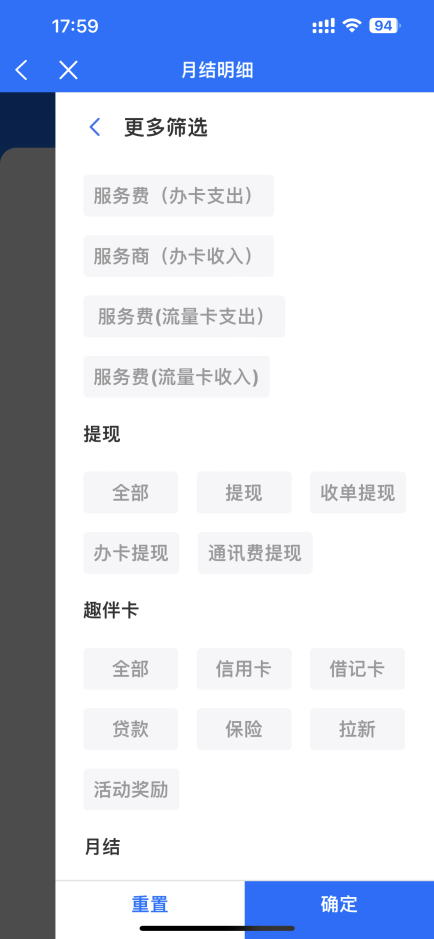 17:59
94
月结明细
更多筛选
服务费（办卡支出）
服务商（办卡收入）
服务费(流量卡支出）
服务费(流量卡收入)
提现
全部 提现 收单提现
办卡提现 通讯费提现
趣伴卡
全部 信用卡 借记卡
贷款 保险 拉新
活动奖励
月结
重置 确定